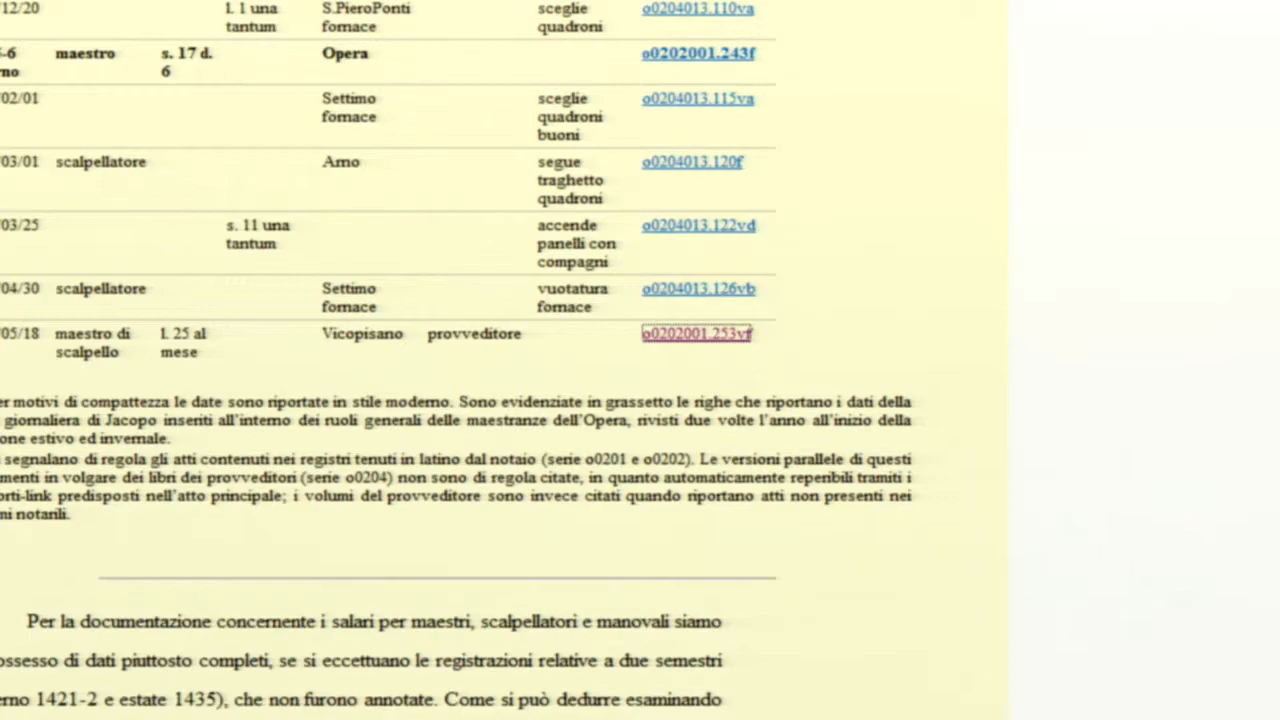 /12/20 l. 1 una S.PieroPonti sceglie o0204013.110va
tantum fornace quadroni
-6 maestro s. 17 d. Opera o0202001.243f
rno 6
/02/01 Settimo sceglie o0204013.115va
fornace quadroni
buoni
/03/01 scalpellatore Arno segue o0204013.120f
traghetto
quadroni
/03/25 s. 11 una accende o0204013.122vd
tantum panelli con
compagni
/04/30 scalpellatore Settimo vuotatura o0204013.126vb
fornace fornace
/05/18 maestro di l. 25 al Vicopisano provveditore o0202001.253vf
scalpello mese
er motivi di compattezza le date sono riportate in stile moderno. Sono evidenziate in grassetto le righe che riportano i dati della
giornaliera di Jacopo inseriti all'interno dei ruoli generali delle maestranze dell'Opera, rivisti due volte l'anno all'inizio della
one estivo ed invernale.
i segnalano di regola gli atti contenuti nei registri tenuti in latino dal notaio (serie o0201 e o0202). Le versioni parallele di questi
menti in volgare dei libri dei provveditori (serie o0204) non sono di regola citate, in quanto automaticamente reperibili tramiti i
orti-link predisposti nell'atto principale; i volumi del provveditore sono invece citati quando riportano atti non presenti nei
mi notarili.
Per la documentazione concernente i salari per maestri, scalpellatori e manovali siamo
ossesso di dati piuttosto completi, se si eccettuano le registrazioni relative a due semestri
erno 1421-2 e estate 1435), che non furono annotate. Come si può dedurre esaminando